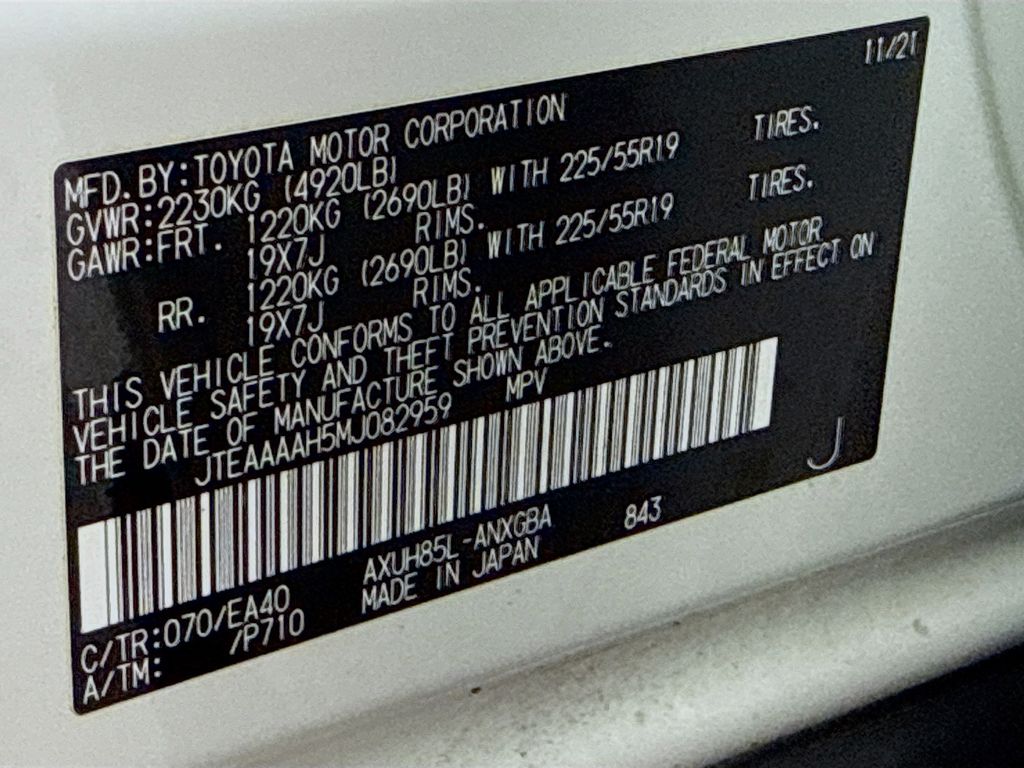 11/21
MFD. BY: TOYOTA MOTOR CORPORATION
GVWR: 2230KG (4920LB)
GAWR: FRT. 1220KG (2690LB) WITH 225/55R19 TIRES.
19X7J RIMS.
RR. 1220KG (2690LB) WITH 225/55R19 TIRES.
19X7J RIMS.
THIS VEHICLE CONFORMS TO ALL APPLICABLE FEDERAL MOTOR
VEHICLE SAFETY AND THEFT PREVENTION STANDARDS IN EFFECT ON
THE DATE OF MANUFACTURE SHOWN ABOVE.
JTEAAAAH5MJ082959 MPV
J
C/TR: 070/EA40 AXUH85L-ANXGBA 843
A/TM: /P710 MADE IN JAPAN